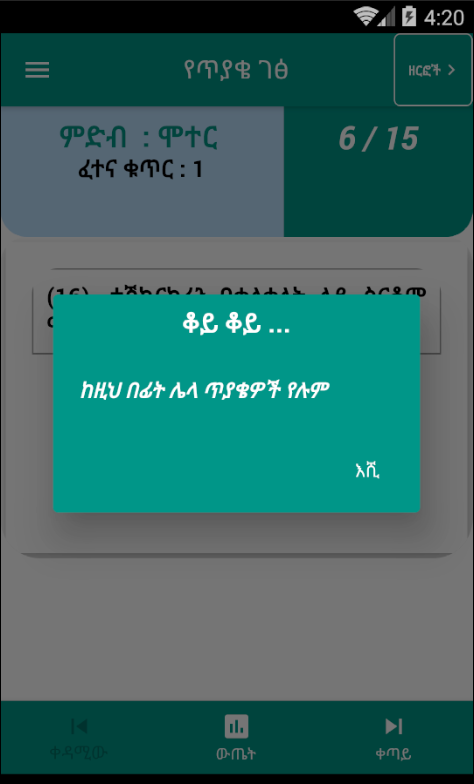 4:20
የጥያቄ ገፅ
ዘርፎች
ምድብ : ሞተር
ፈተና ቁጥር : 1
6 / 15
ቆይ ቆይ ...
ከዚህ በፊት ሌላ ጥያቄዎች የሉም
እሺ
ቀዳሚው
ውጤት
ቀጣይ